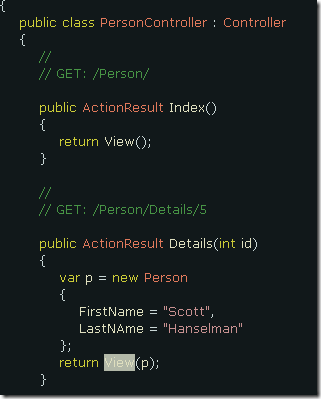 {
public class PersonController : Controller
{
//
// GET: /Person/
public ActionResult Index()
{
return View();
}
//
// GET: /Person/Details/5
public ActionResult Details(int id)
{
var p = new Person
{
FirstName = "Scott",
LastNAme = "Hanselman"
};
return View(p);
}